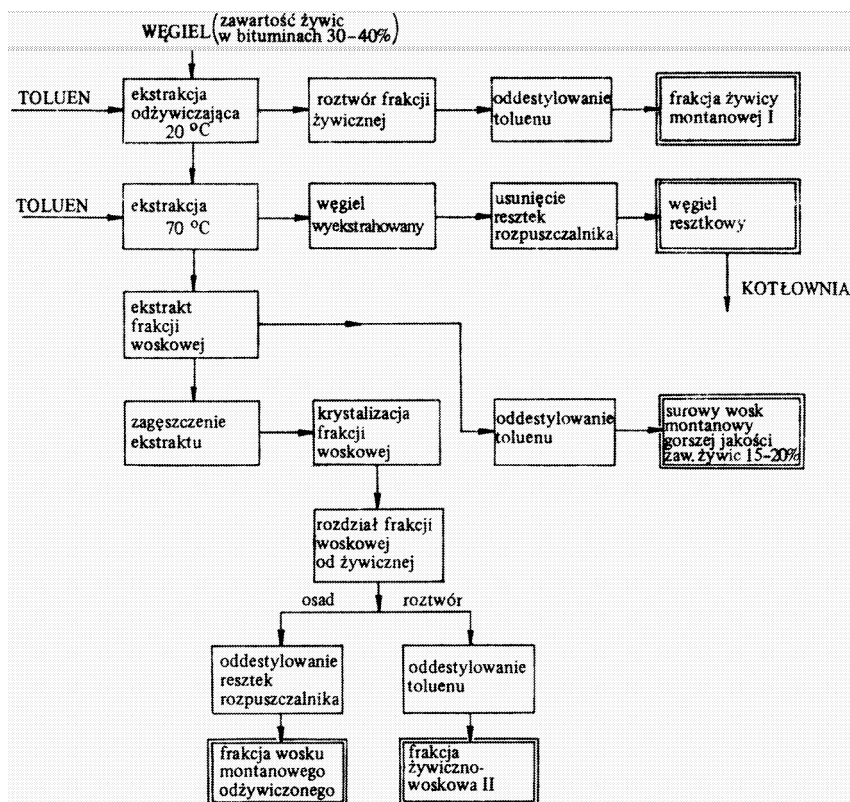 WĘGIEL (zawartość żywic
w bituminach 30-40%)
TOLUEN
ekstrakcja
odżywiczająca
20 °C
roztwór frakcji
żywicznej
oddestylowanie
toluenu
frakcja żywicy
montanowej I
TOLUEN
ekstrakcja
70 °C
węgiel
wyekstrahowany
usunięcie
resztek
rozpuszczalnika
węgiel
resztkowy
KOTŁOWNIA
ekstrakt
frakcji
woskowej
zagęszczenie
ekstraktu
krystalizacja
frakcji
woskowej
oddestylowanie
toluenu
surowy wosk
montanowy
gorszej jakości
zaw. żywic 15-20%
rozdział frakcji
woskowej
od żywicznej
osad
roztwór
oddestylowanie
resztek
rozpuszczalnika
oddestylowanie
toluenu
frakcja wosku
montanowego
odżywiczonego
frakcja
żywiczno-
woskowa II